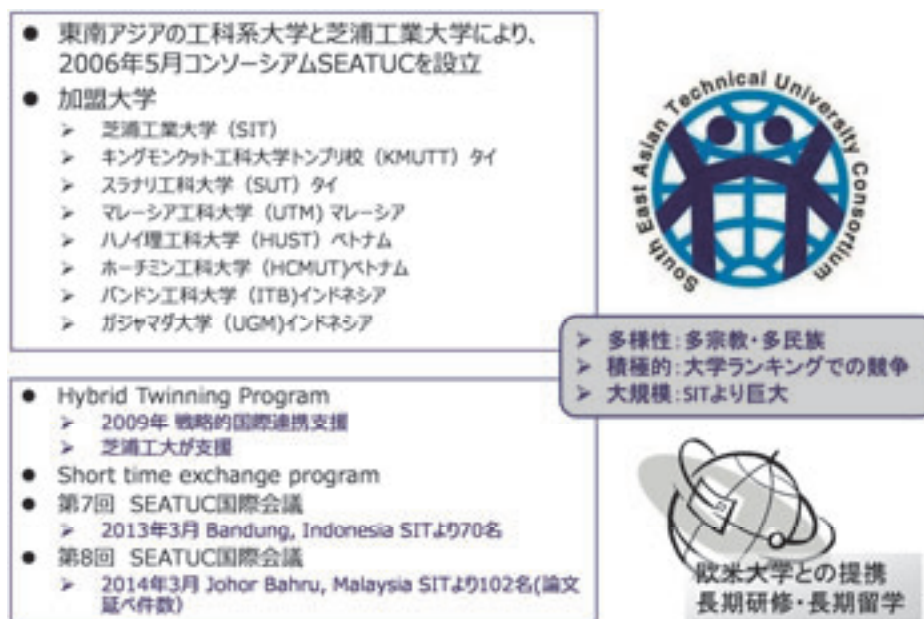 ● 東南アジアの工科系大学と芝浦工業大学により、
2006年5月コンソーシアムSEATUCを設立
● 加盟大学
➢ 芝浦工業大学（SIT）
➢ キングモンクット工科大学トンブリ校（KMUTT）タイ
➢ スラナリ工科大学（SUT）タイ
➢ マレーシア工科大学（UTM) マレーシア
➢ ハノイ理工科大学（HUST）ベトナム
➢ ホーチミン工科大学（HCMUT)ベトナム
➢ バンドン工科大学（ITB)インドネシア
➢ ガジャマダ大学（UGM)インドネシア
South East Asian Technical University Consortium
➢ 多様性：多宗教・多民族
➢ 積極的：大学ランキングでの競争
➢ 大規模：SITより巨大
● Hybrid Twinning Program
➢ 2009年 戦略的国際連携支援
➢ 芝浦工大が支援
● Short time exchange program
● 第7回 SEATUC国際会議
➢ 2013年3月 Bandung, Indonesia SITより70名
● 第8回 SEATUC国際会議
➢ 2014年3月 Johor Bahru, Malaysia SITより102名(論文
延べ件数）
欧米大学との提携
長期研修・長期留学